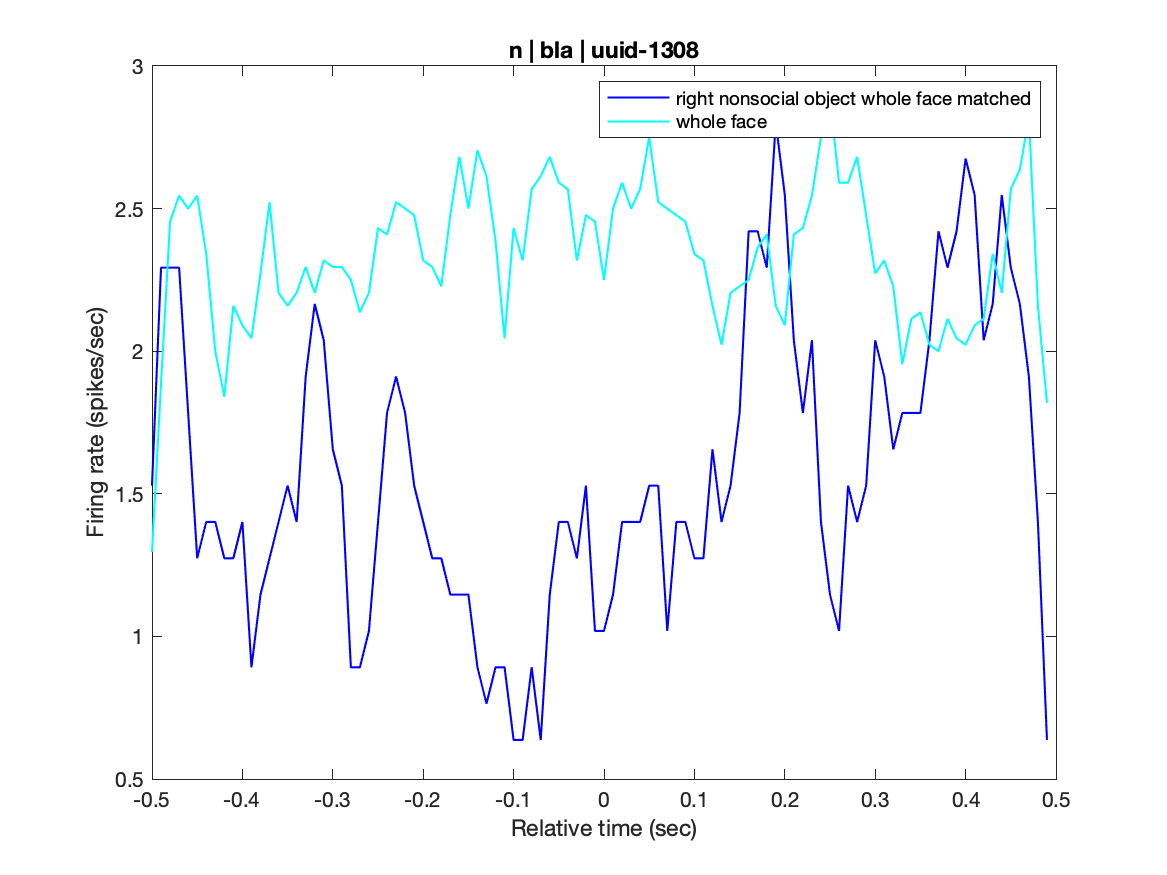 n | bla | uuid-1308
3
right nonsocial object whole face matched
whole face
2.5
2
1.5
1
0.5
Firing rate (spikes/sec)
-0.5 -0.4 -0.3 -0.2 -0.1 0 0.1 0.2 0.3 0.4 0.5
Relative time (sec)